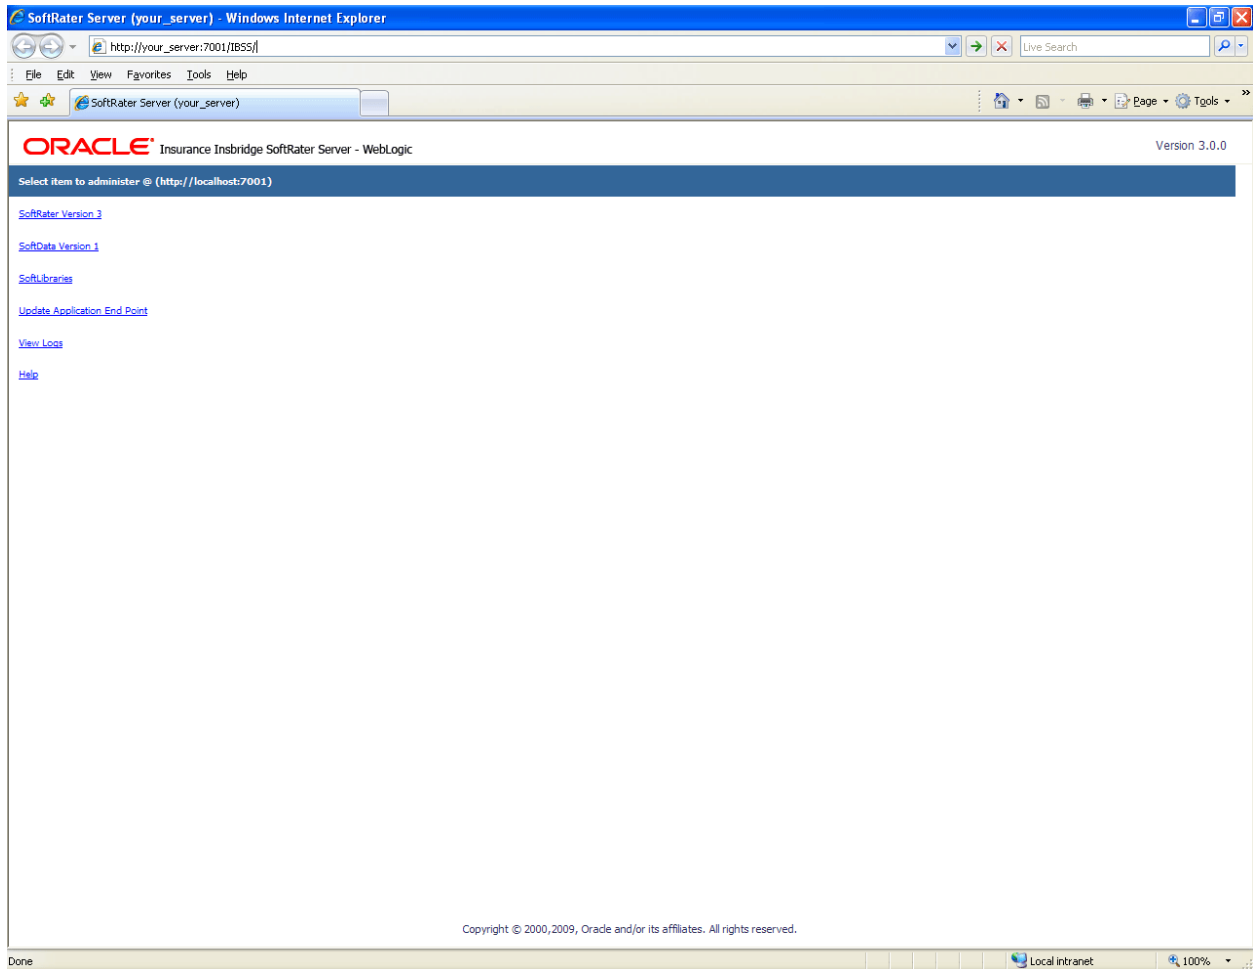 SoftRater Server (your_server) - Windows Internet Explorer
http://your_server:7001/IBSS/
Live Search
File Edit View Favorites Tools Help
SoftRater Server (your_server)
Page Tools »
ORACLE Insurance Insbridge SoftRater Server - WebLogic
Version 3.0.0
Select item to administer @ (http://localhost:7001)
SoftRater Version 3
SoftData Version 1
SoftLibraries
Update Application End Point
View Logs
Help
Copyright © 2000,2009, Oracle and/or its affiliates. All rights reserved.
Done
Local intranet
100%